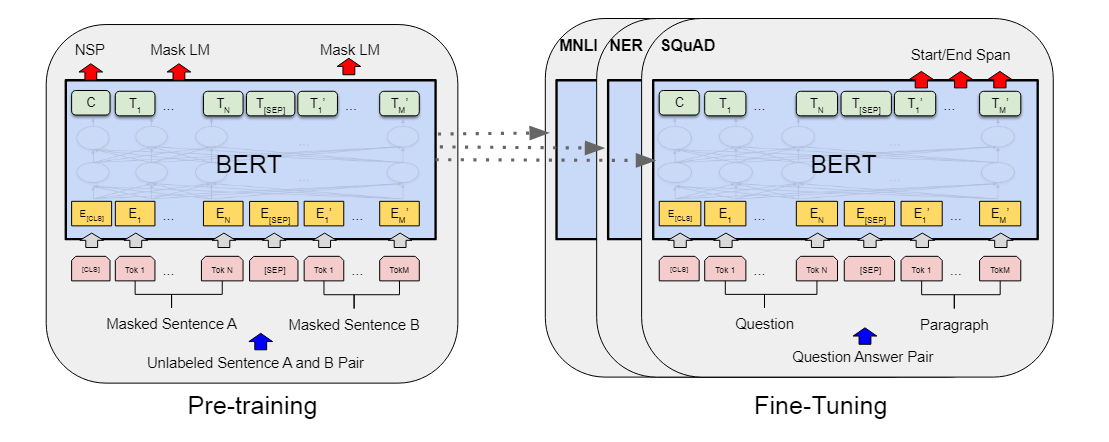 NSP Mask LM Mask LM
C T1 ... TN T[SEP] T1’ ... TM’
BERT
E[CLS] E1 ... EN E[SEP] E1’ ... EM’
[CLS] Tok 1 ... Tok N [SEP] Tok 1 ... TokM
Masked Sentence A Masked Sentence B
Unlabeled Sentence A and B Pair
Pre-training
MNLI NER SQuAD
Start/End Span
C T1 ... TN T[SEP] T1’ ... TM’
BERT
E[CLS] E1 ... EN E[SEP] E1’ ... EM’
[CLS] Tok 1 ... Tok N [SEP] Tok 1 ... TokM
Question Paragraph
Question Answer Pair
Fine-Tuning